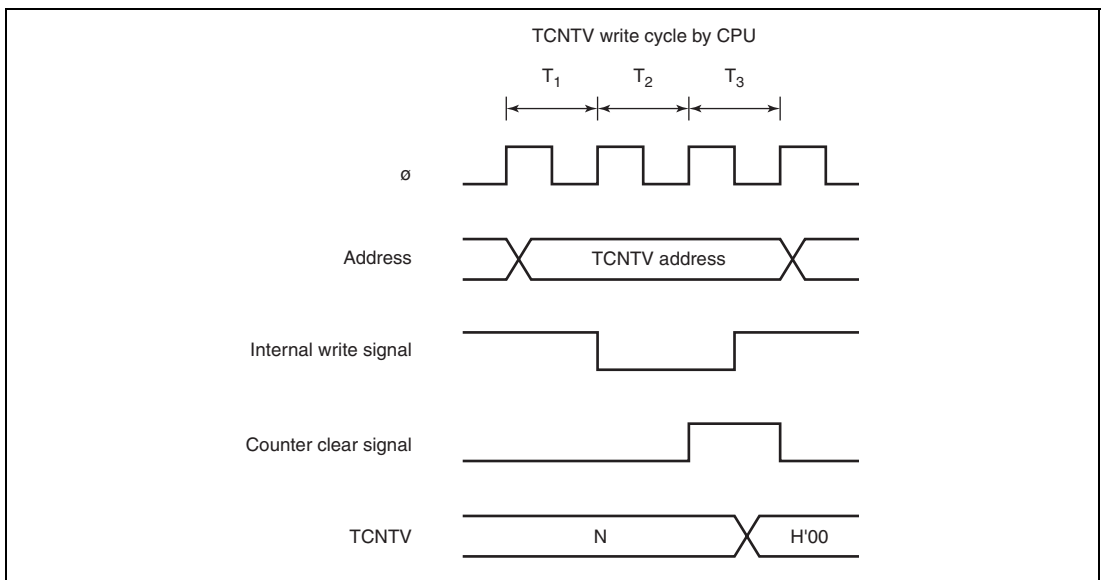 TCNTV write cycle by CPU
T1 T2 T3
ø
Address TCNTV address
Internal write signal
Counter clear signal
TCNTV N H'00